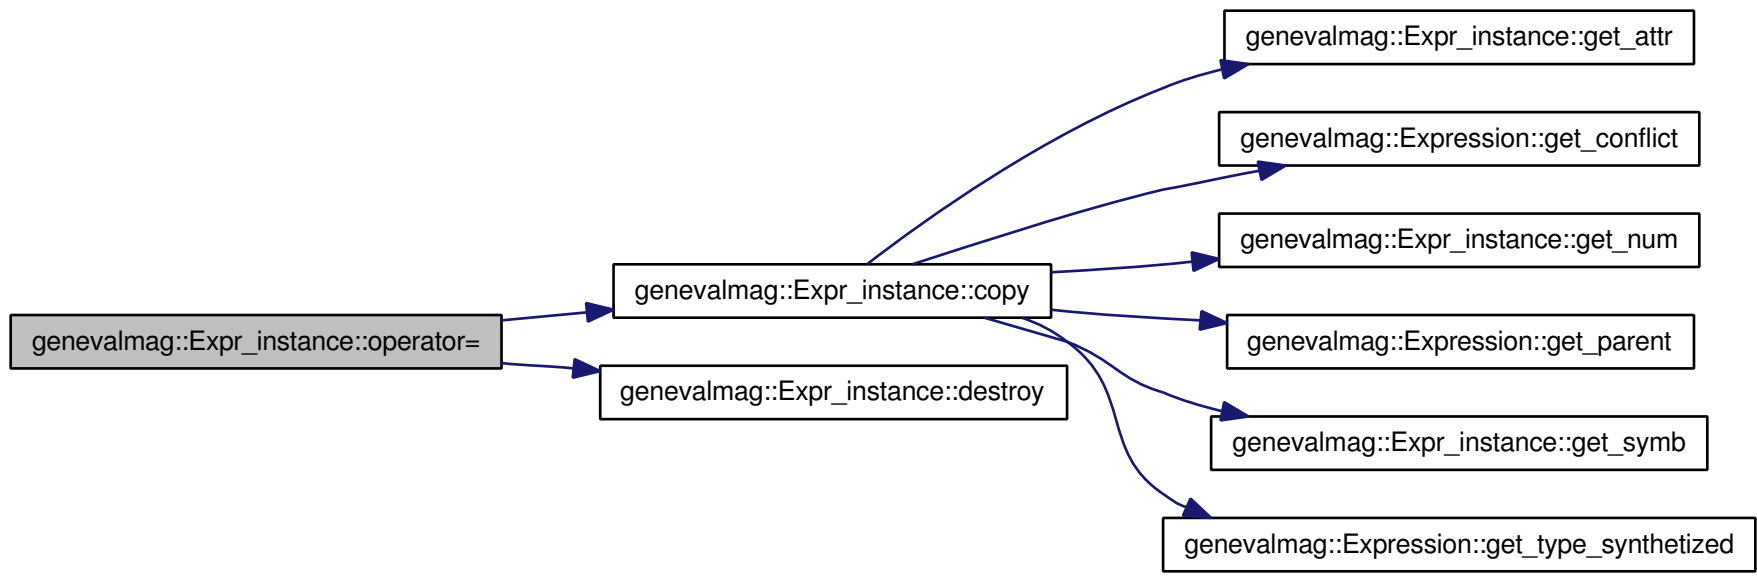 genevalmag::Expr_instance::get_attr
genevalmag::Expression::get_conflict
genevalmag::Expr_instance::get_num
genevalmag::Expr_instance::copy
genevalmag::Expr_instance::operator=
genevalmag::Expression::get_parent
genevalmag::Expr_instance::destroy
genevalmag::Expr_instance::get_symb
genevalmag::Expression::get_type_synthetized